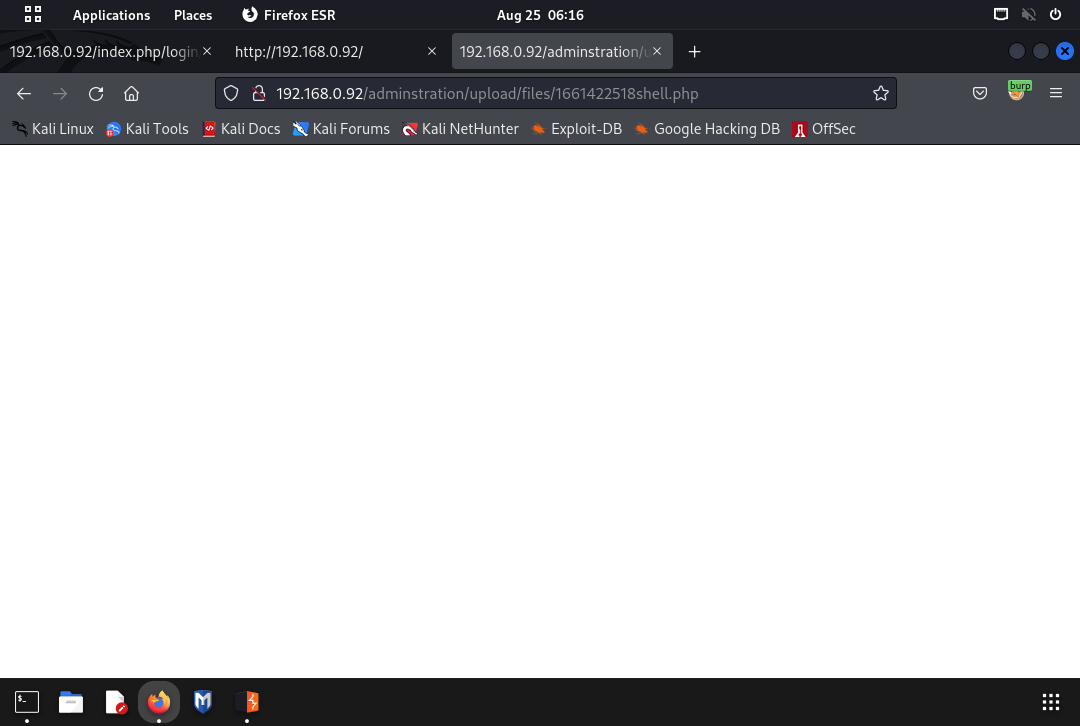 Applications Places Firefox ESR Aug 25 06:16
192.168.0.92/index.php/login http://192.168.0.92/ 192.168.0.92/adminstration/u
192.168.0.92/adminstration/upload/files/1661422518shell.php burp
Kali Linux Kali Tools Kali Docs Kali Forums Kali NetHunter Exploit-DB Google Hacking DB OffSec